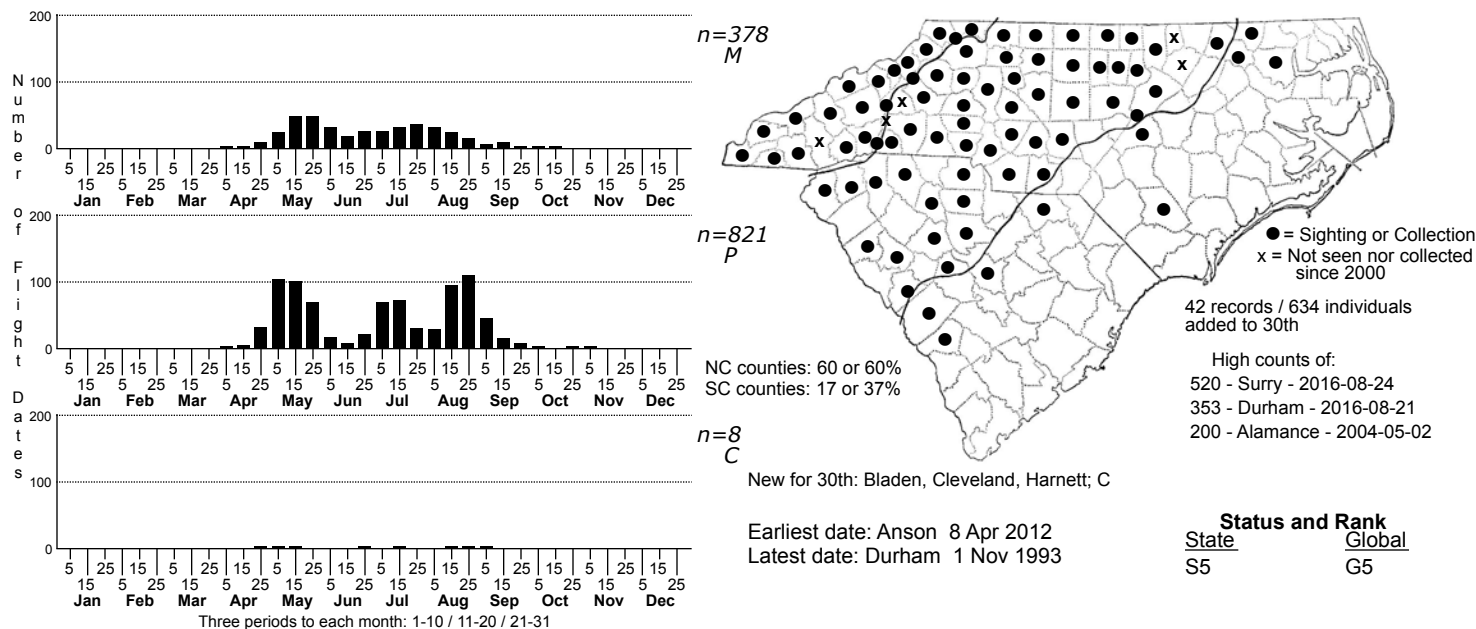 Number of Flight Dates
200
100
0
n=378
M
5 15 25 5 15 25 5 15 25 5 15 25 5 15 25 5 15 25 5 15 25 5 15 25 5 15 25 5 15 25 5 15 25 5 15 25
Jan Feb Mar Apr May Jun Jul Aug Sep Oct Nov Dec
200
100
0
n=821
P
5 15 25 5 15 25 5 15 25 5 15 25 5 15 25 5 15 25 5 15 25 5 15 25 5 15 25 5 15 25 5 15 25 5 15 25
Jan Feb Mar Apr May Jun Jul Aug Sep Oct Nov Dec
200
100
0
n=8
C
5 15 25 5 15 25 5 15 25 5 15 25 5 15 25 5 15 25 5 15 25 5 15 25 5 15 25 5 15 25 5 15 25 5 15 25
Jan Feb Mar Apr May Jun Jul Aug Sep Oct Nov Dec
Three periods to each month: 1-10 / 11-20 / 21-31
x
x
x
x
x
= Sighting or Collection
x = Not seen nor collected
since 2000
42 records / 634 individuals
added to 30th
NC counties: 60 or 60%
SC counties: 17 or 37%
High counts of:
520 - Surry - 2016-08-24
353 - Durham - 2016-08-21
200 - Alamance - 2004-05-02
New for 30th: Bladen, Cleveland, Harnett; C
Earliest date: Anson 8 Apr 2012
Latest date: Durham 1 Nov 1993
Status and Rank
State Global
S5 G5